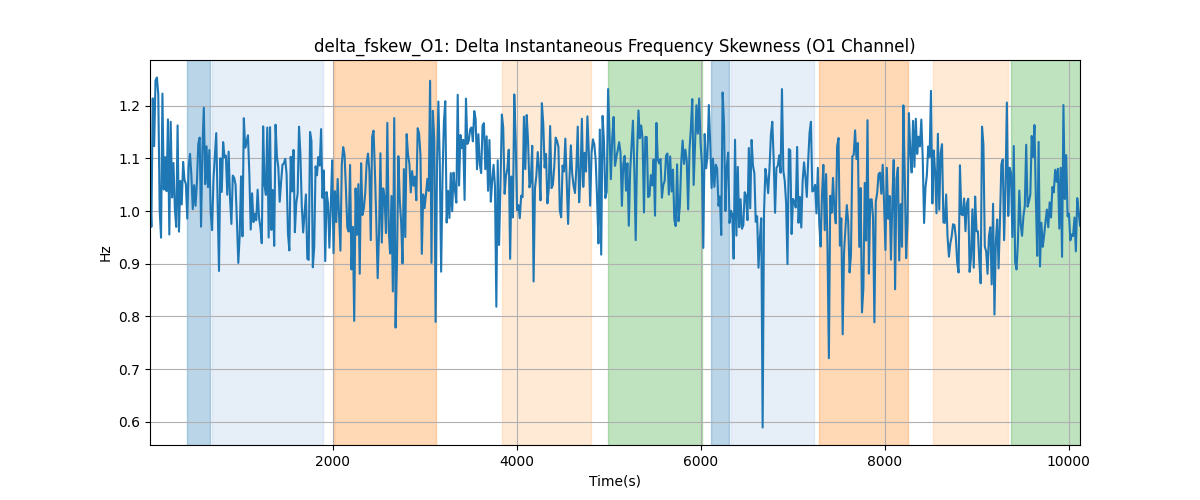 delta_fskew_O1: Delta Instantaneous Frequency Skewness (O1 Channel)
1.2
1.1
1.0
0.9
0.8
0.7
0.6
Hz
2000 4000 6000 8000 10000
Time(s)